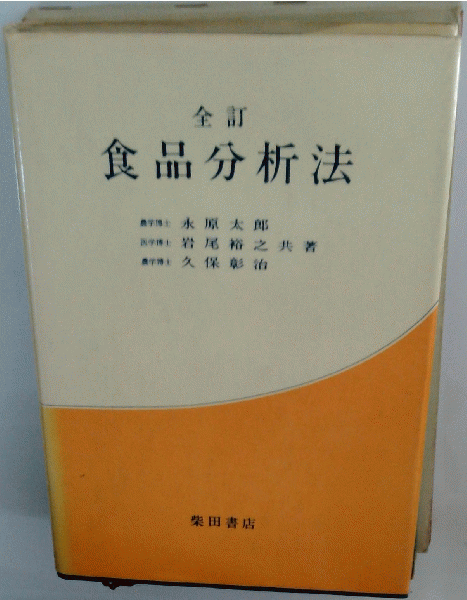 全訂
食品分析法
農学博士 永原太郎
医学博士 岩尾裕之 共著
農学博士 久保彰治
柴田書店